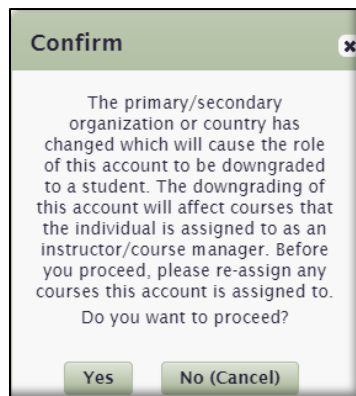 Confirm
The primary/secondary
organization or country has
changed which will cause the role
of this account to be downgraded
to a student. The downgrading of
this account will affect courses that
the individual is assigned to as an
instructor/course manager. Before
you proceed, please re-assign any
courses this account is assigned to.
Do you want to proceed?
Yes No (Cancel)